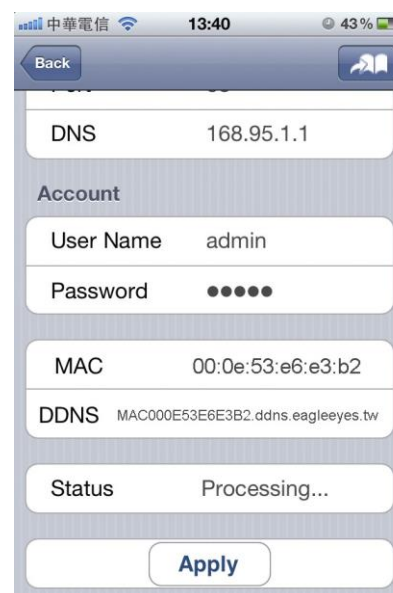 中華電信 13:40 43%
Back
DNS 168.95.1.1
Account
User Name admin
Password ●●●●●
MAC 00:0e:53:e6:e3:b2
DDNS MAC000E53E6E3B2.ddns.eagleeyes.tw
Status Processing...
Apply